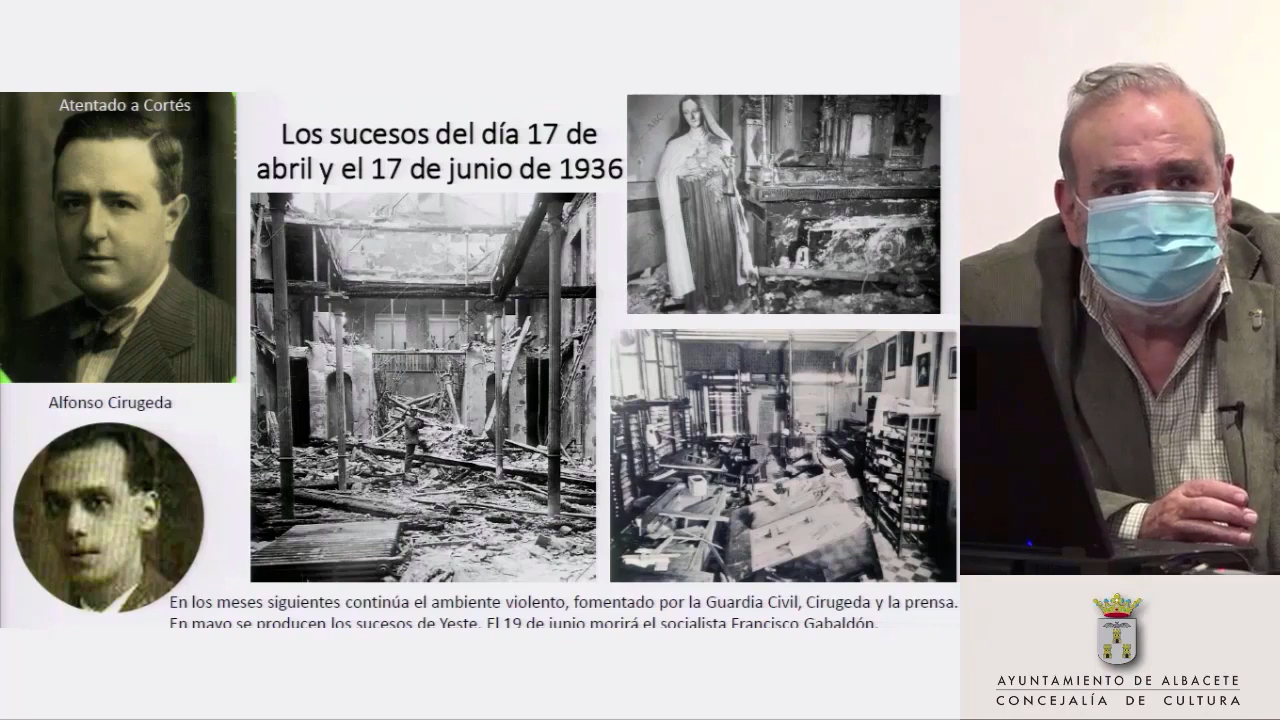 Atentado a Cortés
Los sucesos del día 17 de
abril y el 17 de junio de 1936
Alfonso Cirugeda
En los meses siguientes continúa el ambiente violento, fomentado por la Guardia Civil, Cirugeda y la prensa.
En mayo se producen los sucesos de Yeste. El 19 de junio morirá el socialista Francisco Gabaldón.
AYUNTAMIENTO DE ALBACETE
CONCEJALÍA DE CULTURA